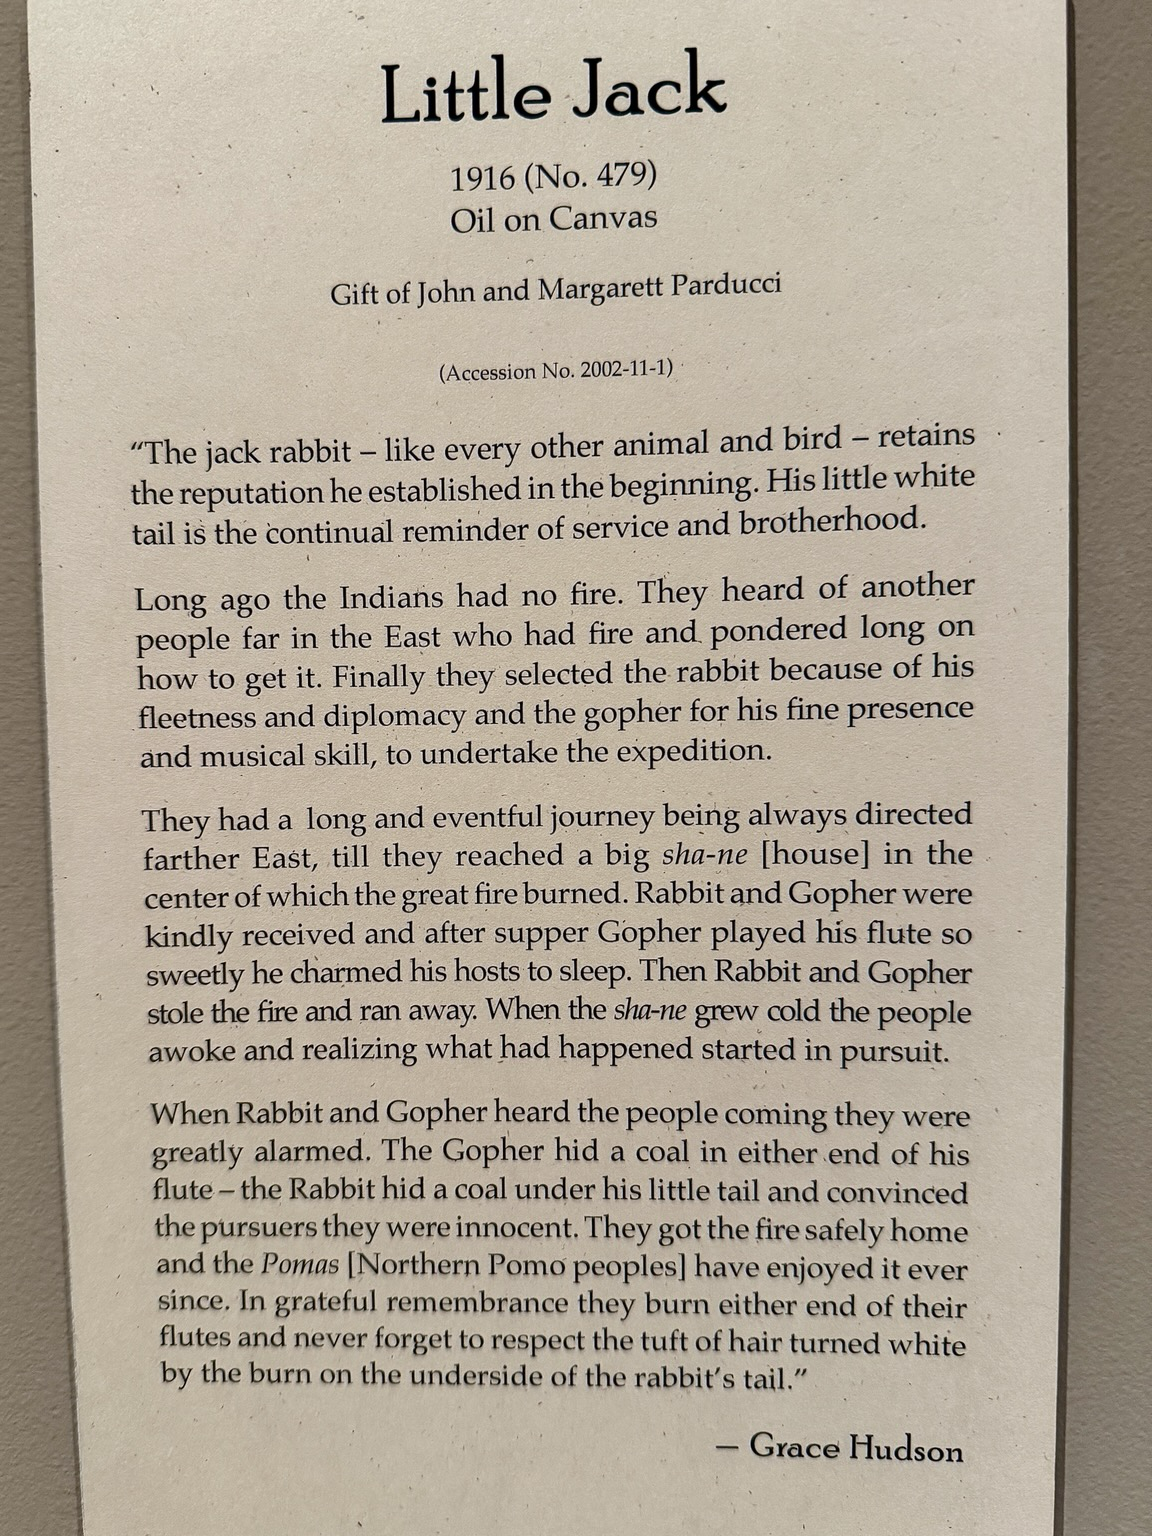 Little Jack
1916 (No. 479)
Oil on Canvas
Gift of John and Margarett Parducci
(Accession No. 2002-11-1)
“The jack rabbit – like every other animal and bird – retains
the reputation he established in the beginning. His little white
tail is the continual reminder of service and brotherhood.
Long ago the Indians had no fire. They heard of another
people far in the East who had fire and pondered long on
how to get it. Finally they selected the rabbit because of his
fleetness and diplomacy and the gopher for his fine presence
and musical skill, to undertake the expedition.
They had a long and eventful journey being always directed
farther East, till they reached a big sha-ne [house] in the
center of which the great fire burned. Rabbit and Gopher were
kindly received and after supper Gopher played his flute so
sweetly he charmed his hosts to sleep. Then Rabbit and Gopher
stole the fire and ran away. When the sha-ne grew cold the people
awoke and realizing what had happened started in pursuit.
When Rabbit and Gopher heard the people coming they were
greatly alarmed. The Gopher hid a coal in either end of his
flute – the Rabbit hid a coal under his little tail and convinced
the pursuers they were innocent. They got the fire safely home
and the Pomas [Northern Pomo peoples] have enjoyed it ever
since. In grateful remembrance they burn either end of their
flutes and never forget to respect the tuft of hair turned white
by the burn on the underside of the rabbit’s tail.”
– Grace Hudson